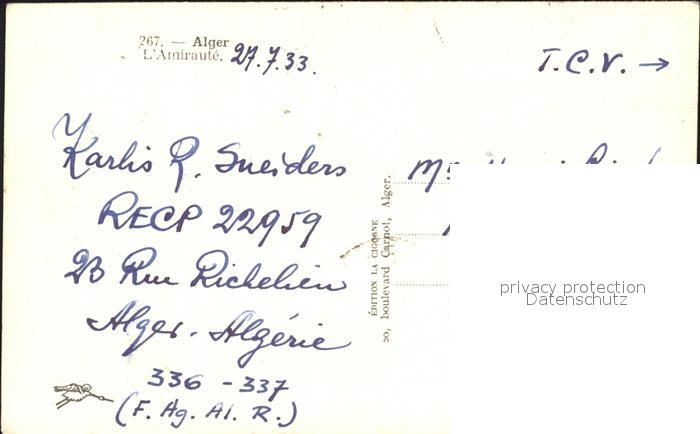 267. — Alger
L'Amirauté.
27.7.33.
T.C.V. →
Karlis R. Sneiders
RECP 22959
23 Rue Richelieu
Alger. Algérie
336 - 337
(F. Ag. Al. R.)
ÉDITION LA CIGOGNE
20, boulevard Carnot, Alger.
privacy protection
Datenschutz